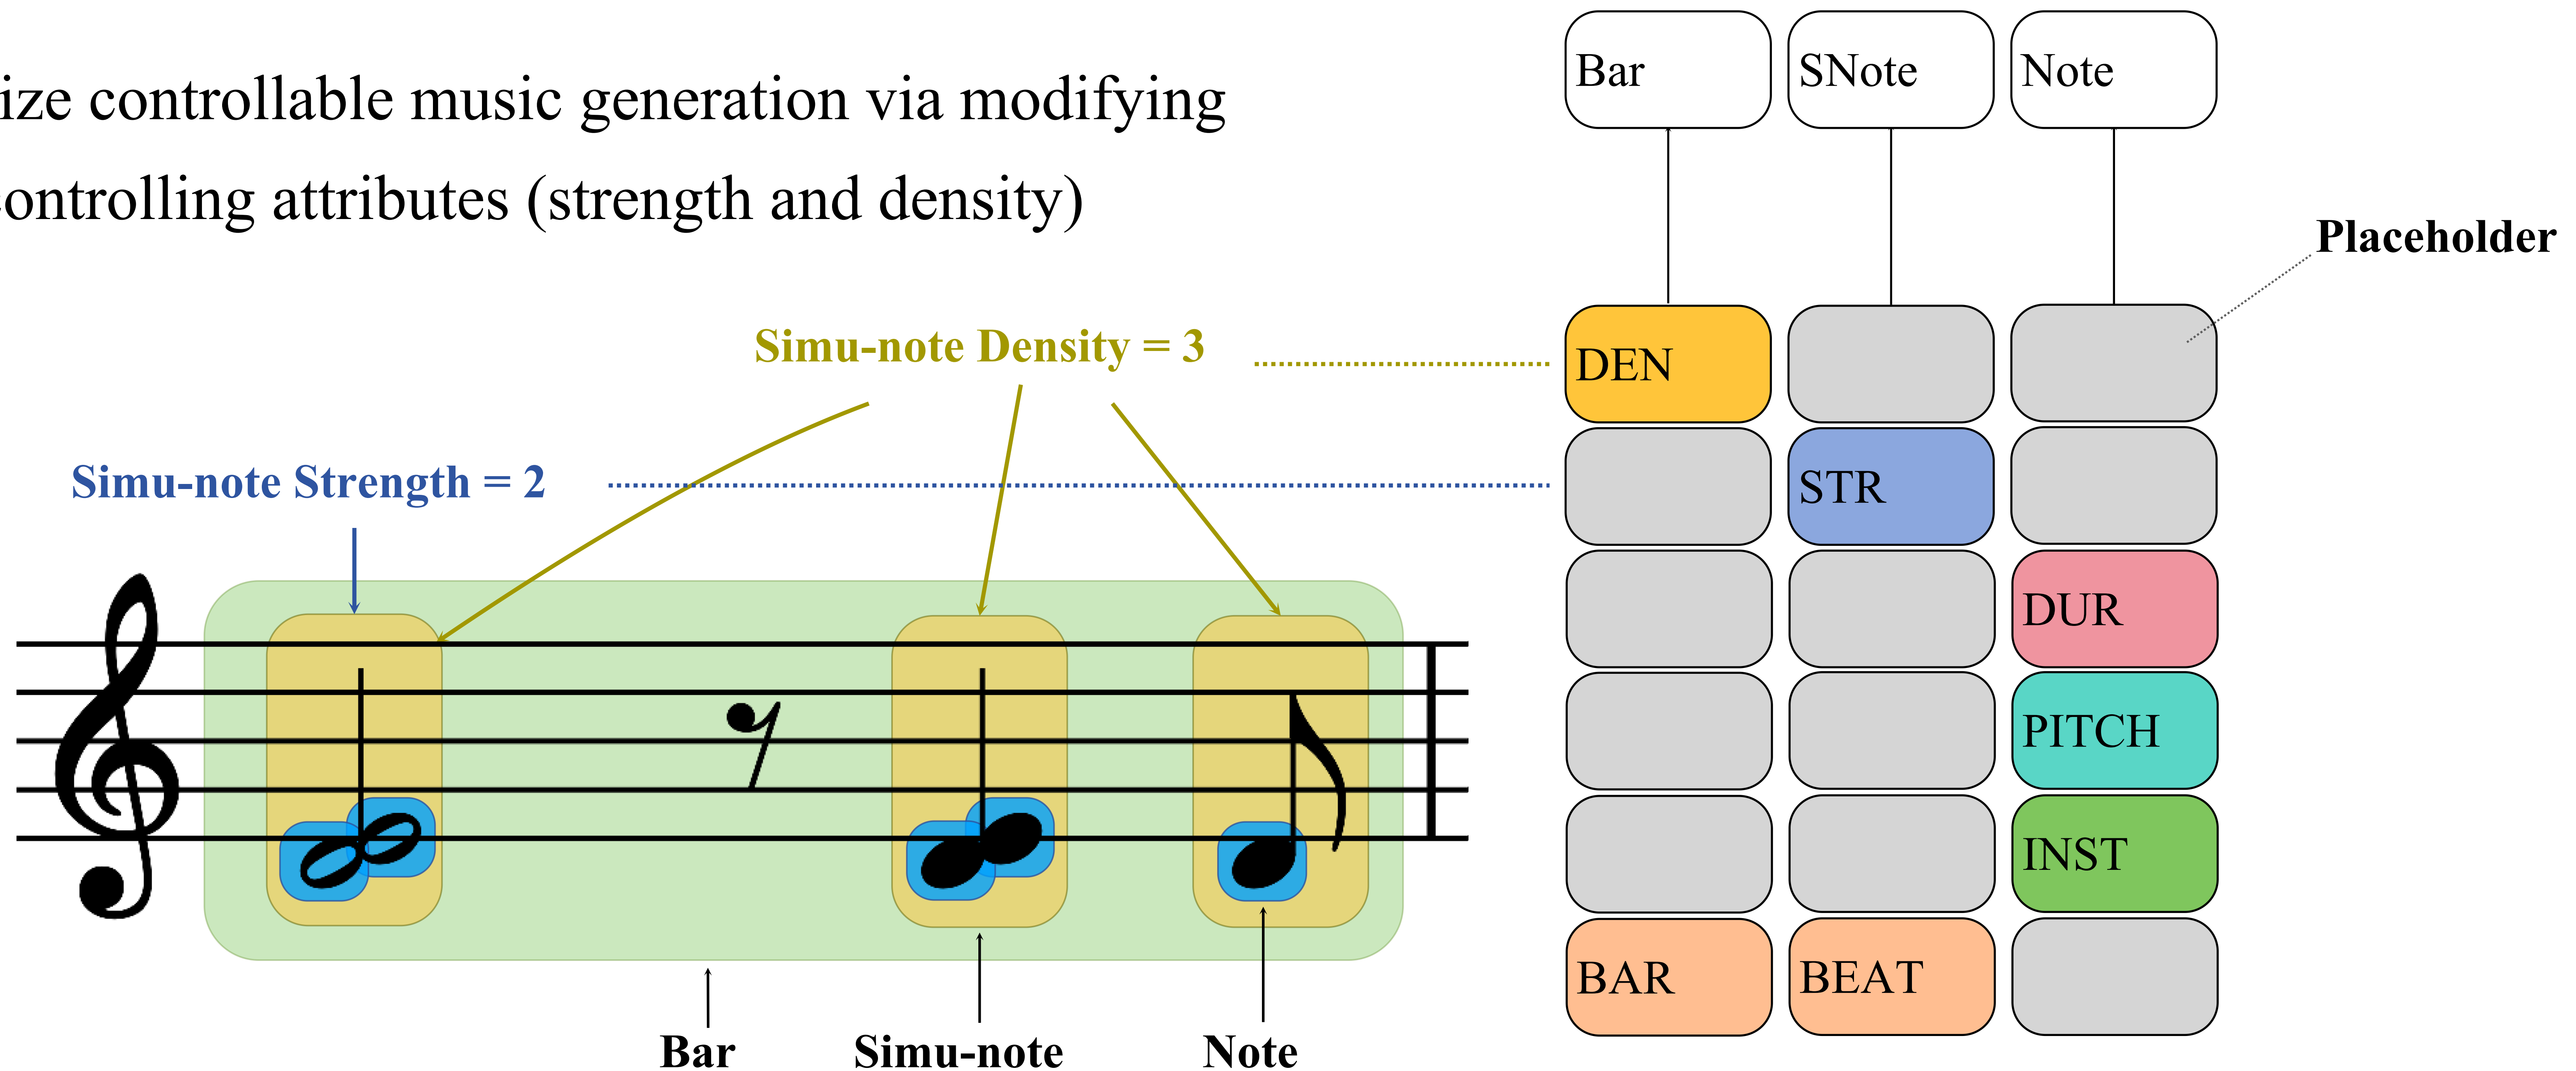 ize controllable music generation via modifying
ontrolling attributes (strength and density)
Simu-note Density = 3
Simu-note Strength = 2
Bar
Simu-note
Note
Bar SNote Note
Placeholder
DEN
STR
DUR
PITCH
INST
BAR BEAT